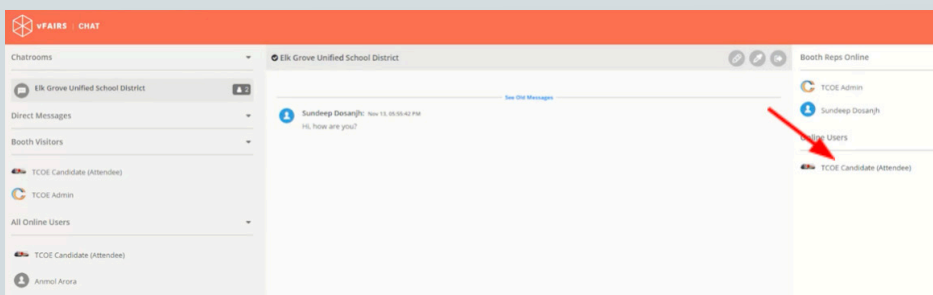 vFAIRS | CHAT
Chatrooms
Elk Grove Unified School District
2
Direct Messages
Booth Visitors
TCOE Candidate (Attendee)
TCOE Admin
All Online Users
TCOE Candidate (Attendee)
Anmol Arora
Elk Grove Unified School District
See Old Messages
Sundeep Dosanjh: Nov 13, 05:55:42 PM
Hi, how are you?
Booth Reps Online
TCOE Admin
Sundeep Dosanjh
Online Users
TCOE Candidate (Attendee)